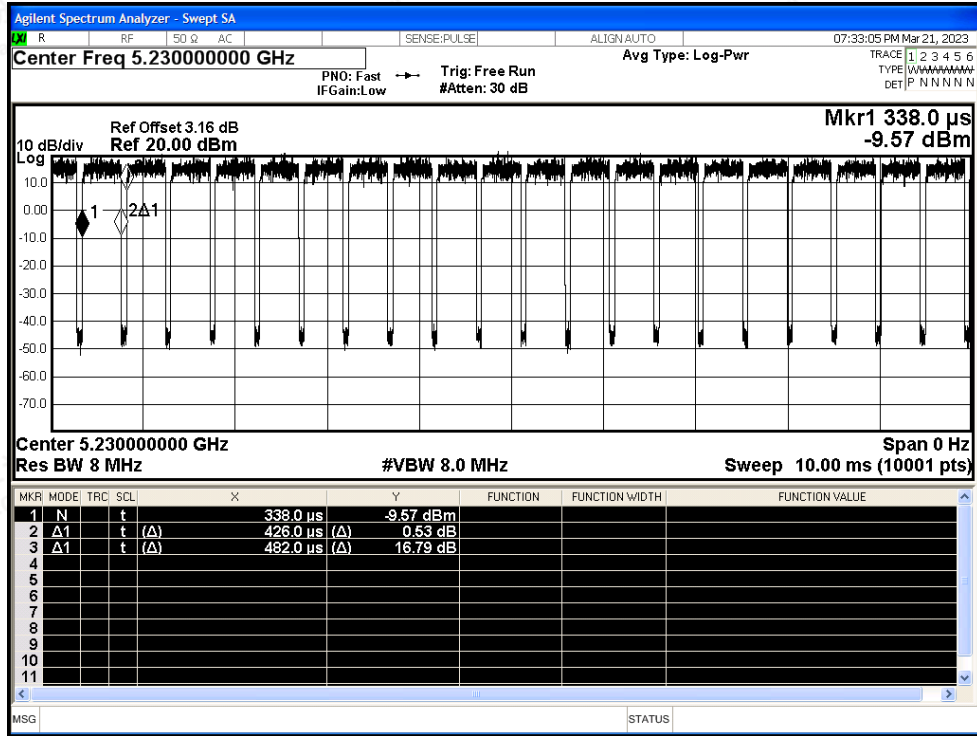 Agilent Spectrum Analyzer - Swept SA
LXI R RF 50 Ω AC SENSE:PULSE ALIGN AUTO 07:33:05 PM Mar 21, 2023
Center Freq 5.230000000 GHz
PNO: Fast
IFGain:Low
Trig: Free Run
#Atten: 30 dB
Avg Type: Log-Pwr
TRACE 1 2 3 4 5 6
TYPE W
DET P N N N N N
Mkr1 338.0 µs
-9.57 dBm
Ref Offset 3.16 dB
10 dB/div Ref 20.00 dBm
Log
10.0
0.00
-10.0
-20.0
-30.0
-40.0
-50.0
-60.0
-70.0
1
2Δ1
Center 5.230000000 GHz Span 0 Hz
Res BW 8 MHz #VBW 8.0 MHz Sweep 10.00 ms (10001 pts)
MKR MODE TRC SCL X Y FUNCTION FUNCTION WIDTH FUNCTION VALUE
1 N t 338.0 µs -9.57 dBm
2 Δ1 t (Δ) 426.0 µs (Δ) 0.53 dB
3 Δ1 t (Δ) 482.0 µs (Δ) 16.79 dB
4
5
6
7
8
9
10
11
MSG STATUS